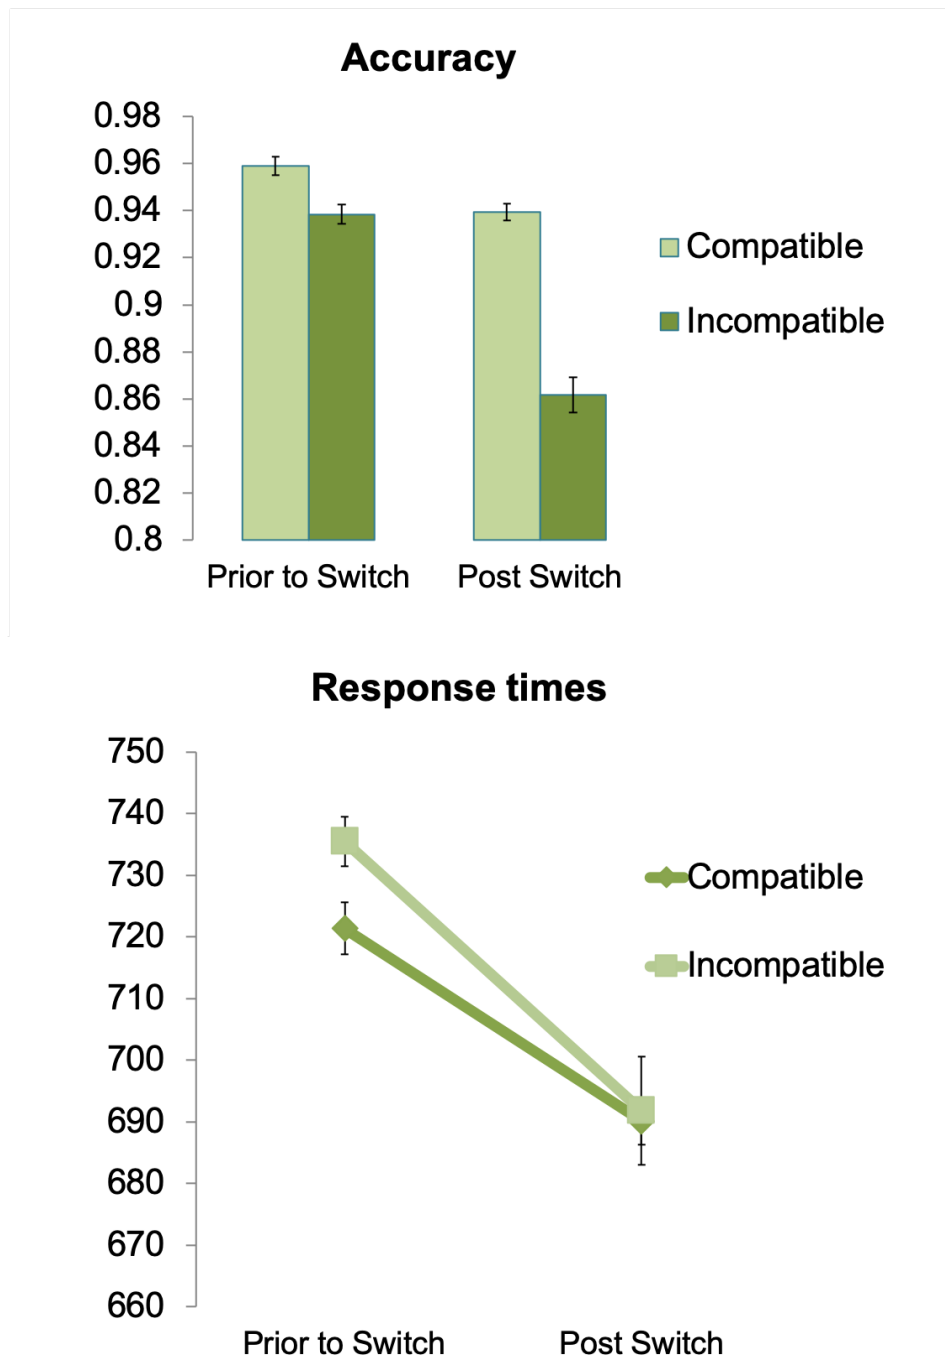 Accuracy
0.98
0.96
0.94
0.92
0.9
0.88
0.86
0.84
0.82
0.8
Prior to Switch
Post Switch
Compatible
Incompatible
Response times
750
740
730
720
710
700
690
680
670
660
Prior to Switch
Post Switch
Compatible
Incompatible